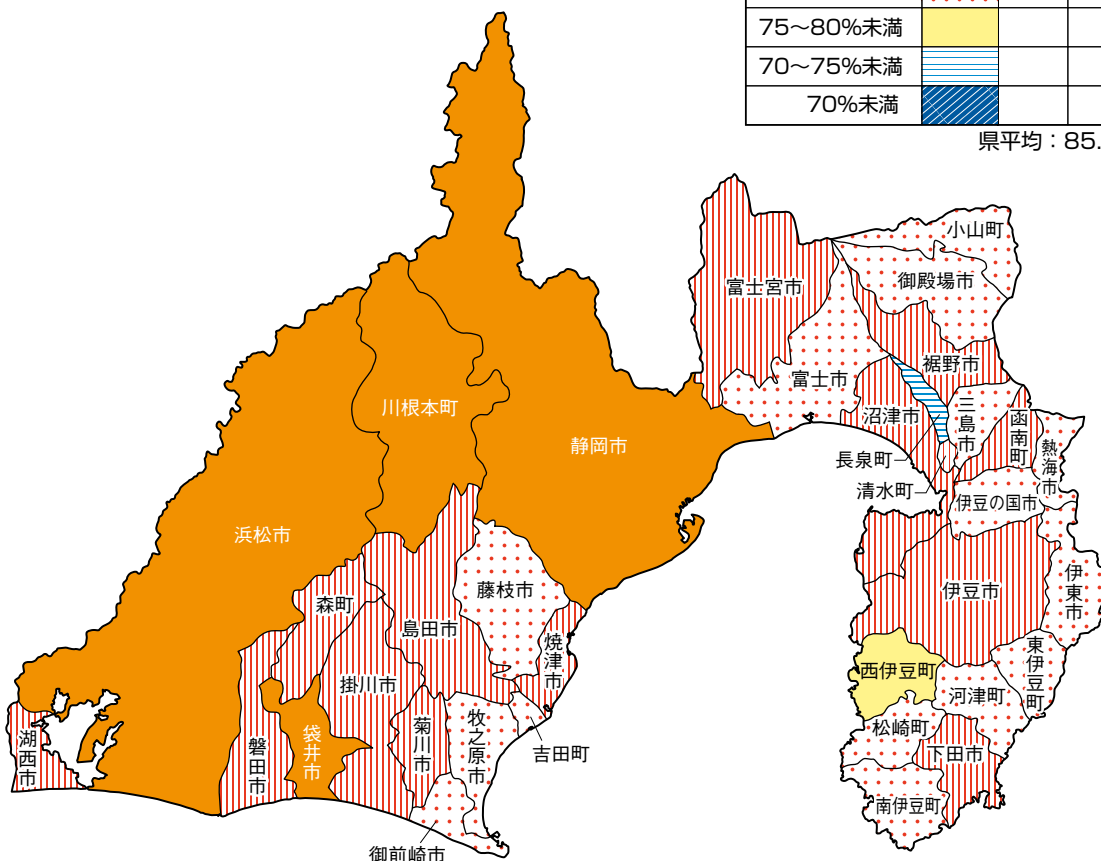 75〜80%未満
70〜75%未満
70%未満
県平均：85.
小山町
御殿場市
富士宮市
裾野市
富士市
沼津市
三島市
函南町
熱海市
長泉町
清水町
伊豆の国市
川根本町
静岡市
浜松市
伊豆市
伊東市
藤枝市
森町
島田市
焼津市
東伊豆町
西伊豆町
掛川市
河津町
松崎町
下田市
湖西市
磐田市
袋井市
菊川市
牧之原市
吉田町
南伊豆町
御前崎市